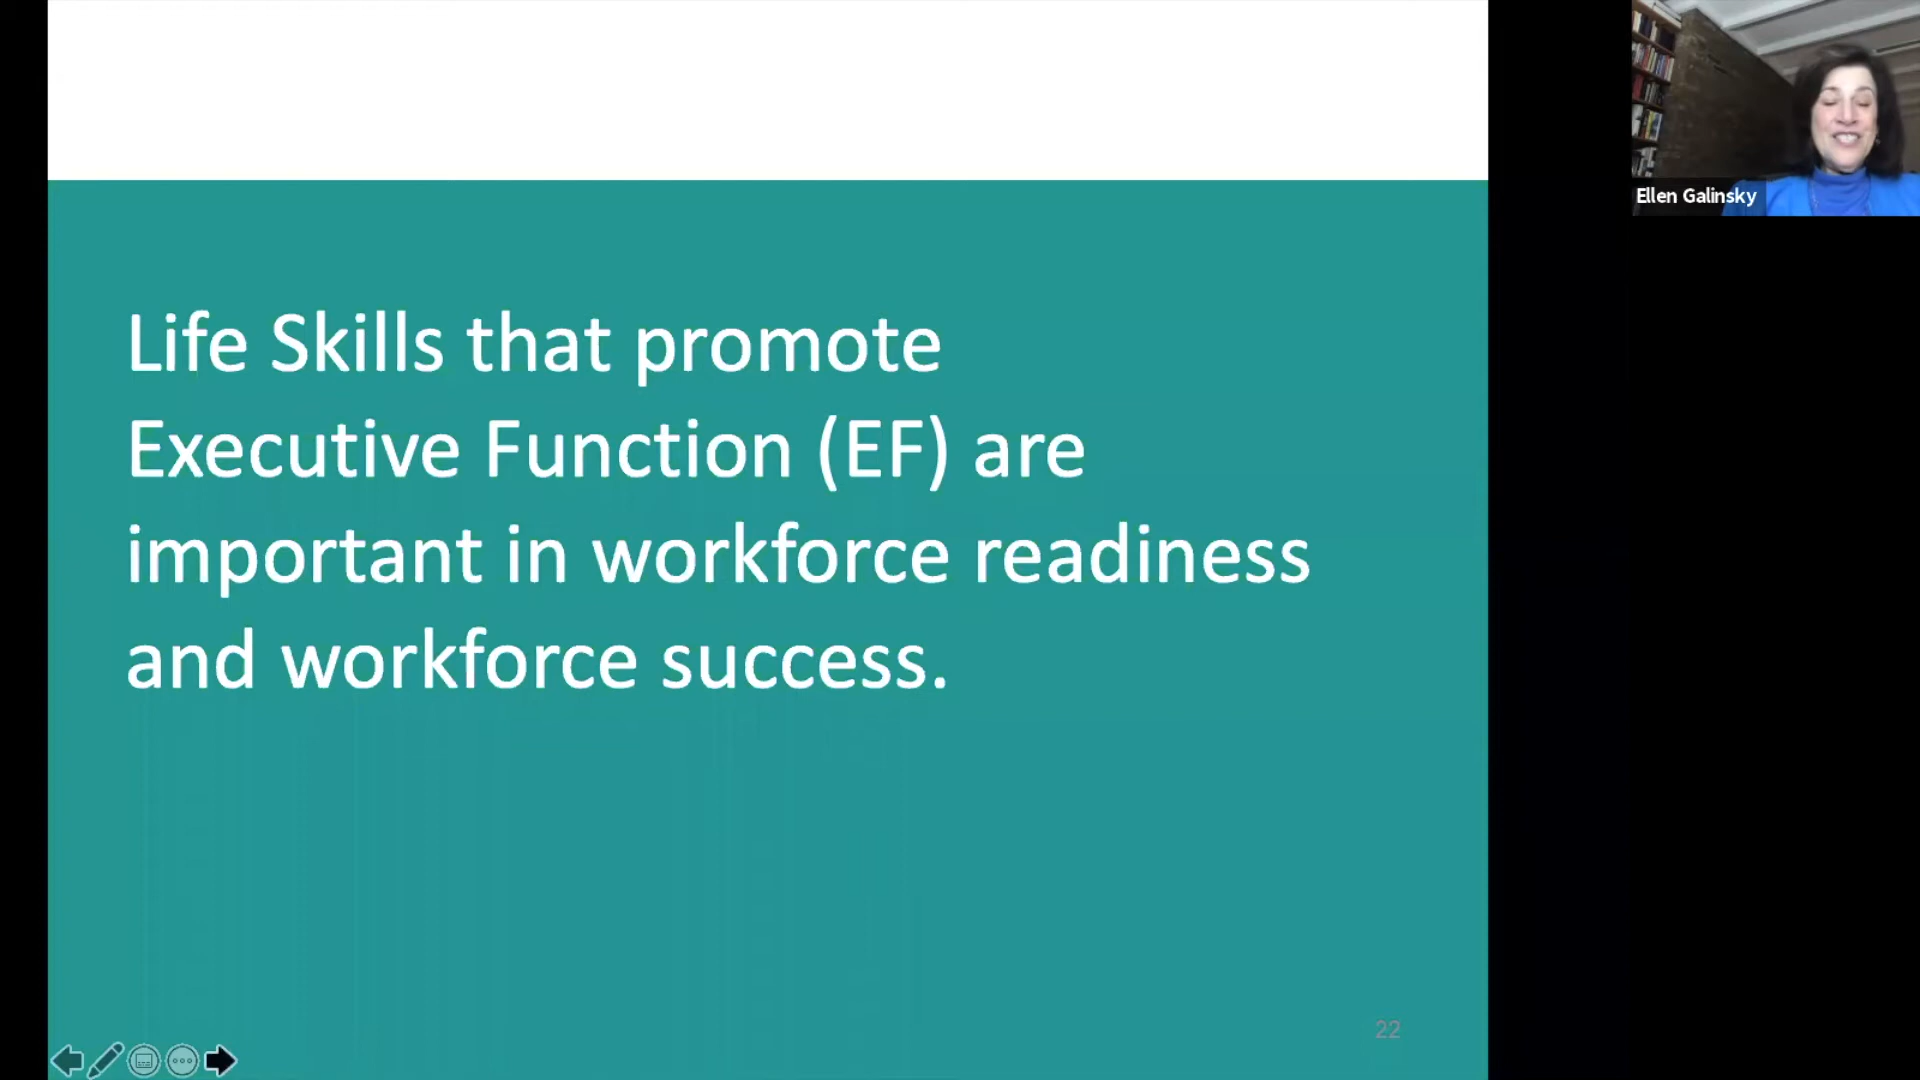 Life Skills that promote
Executive Function (EF) are
important in workforce readiness
and workforce success.
22
Ellen Galinsky